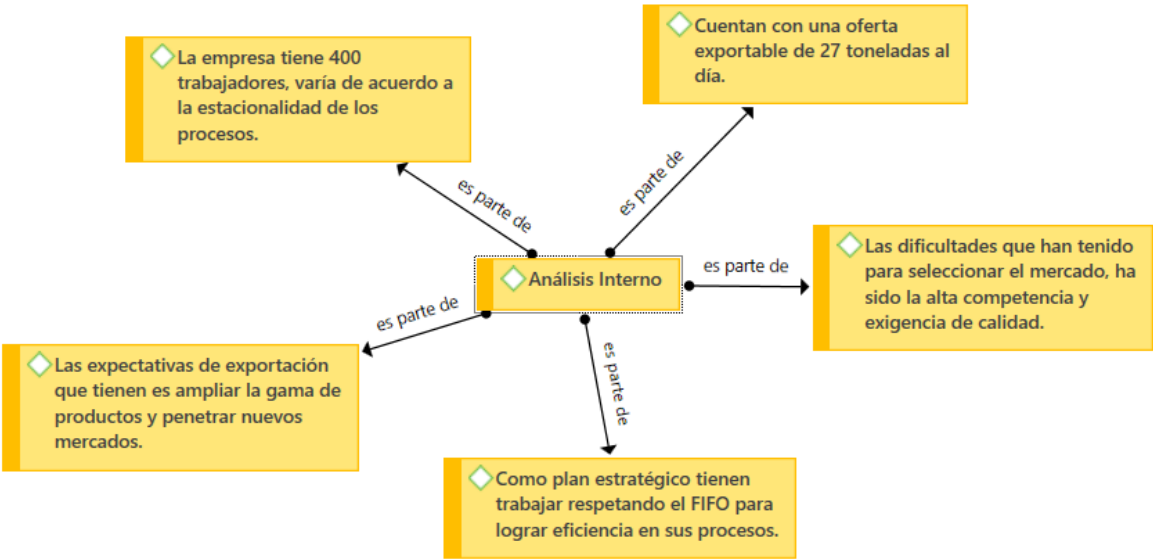 Cuentan con una oferta
exportable de 27 toneladas al
día.
La empresa tiene 400
trabajadores, varía de acuerdo a
la estacionalidad de los
procesos.
es parte de
es parte de
Las dificultades que han tenido
para seleccionar el mercado, ha
sido la alta competencia y
exigencia de calidad.
es parte de
Análisis Interno
es parte de
es parte de
Las expectativas de exportación
que tienen es ampliar la gama de
productos y penetrar nuevos
mercados.
Como plan estratégico tienen
trabajar respetando el FIFO para
lograr eficiencia en sus procesos.